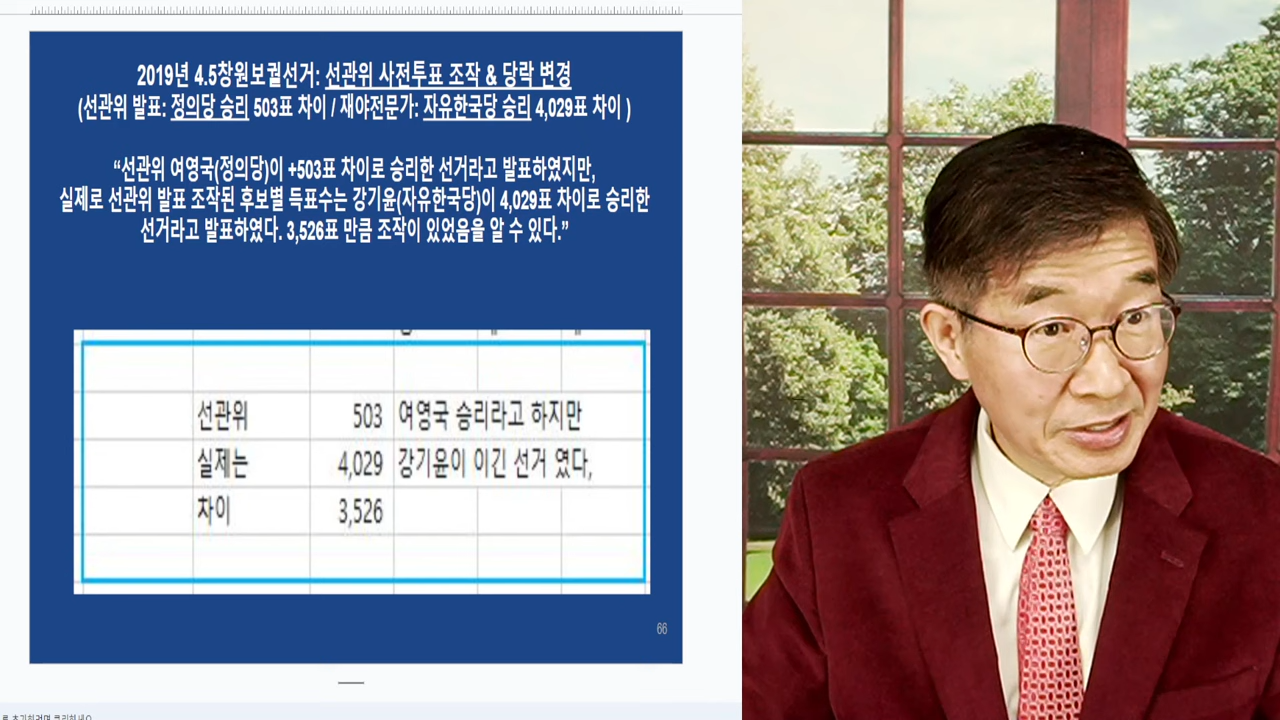 2019년 4.5창원보궐선거: 선관위 사전투표 조작 & 당락 변경
(선관위 발표: 정의당 승리 503표 차이 / 재야전문가: 자유한국당 승리 4,029표 차이 )
“선관위 여영국(정의당)이 +503표 차이로 승리한 선거라고 발표하였지만,
실제로 선관위 발표 조작된 후보별 득표수는 강기윤(자유한국당)이 4,029표 차이로 승리한
선거라고 발표하였다. 3,526표 만큼 조작이 있었음을 알 수 있다.”
선관위 503 여영국 승리라고 하지만
실제는 4,029 강기윤이 이긴 선거 였다,
차이 3,526
66